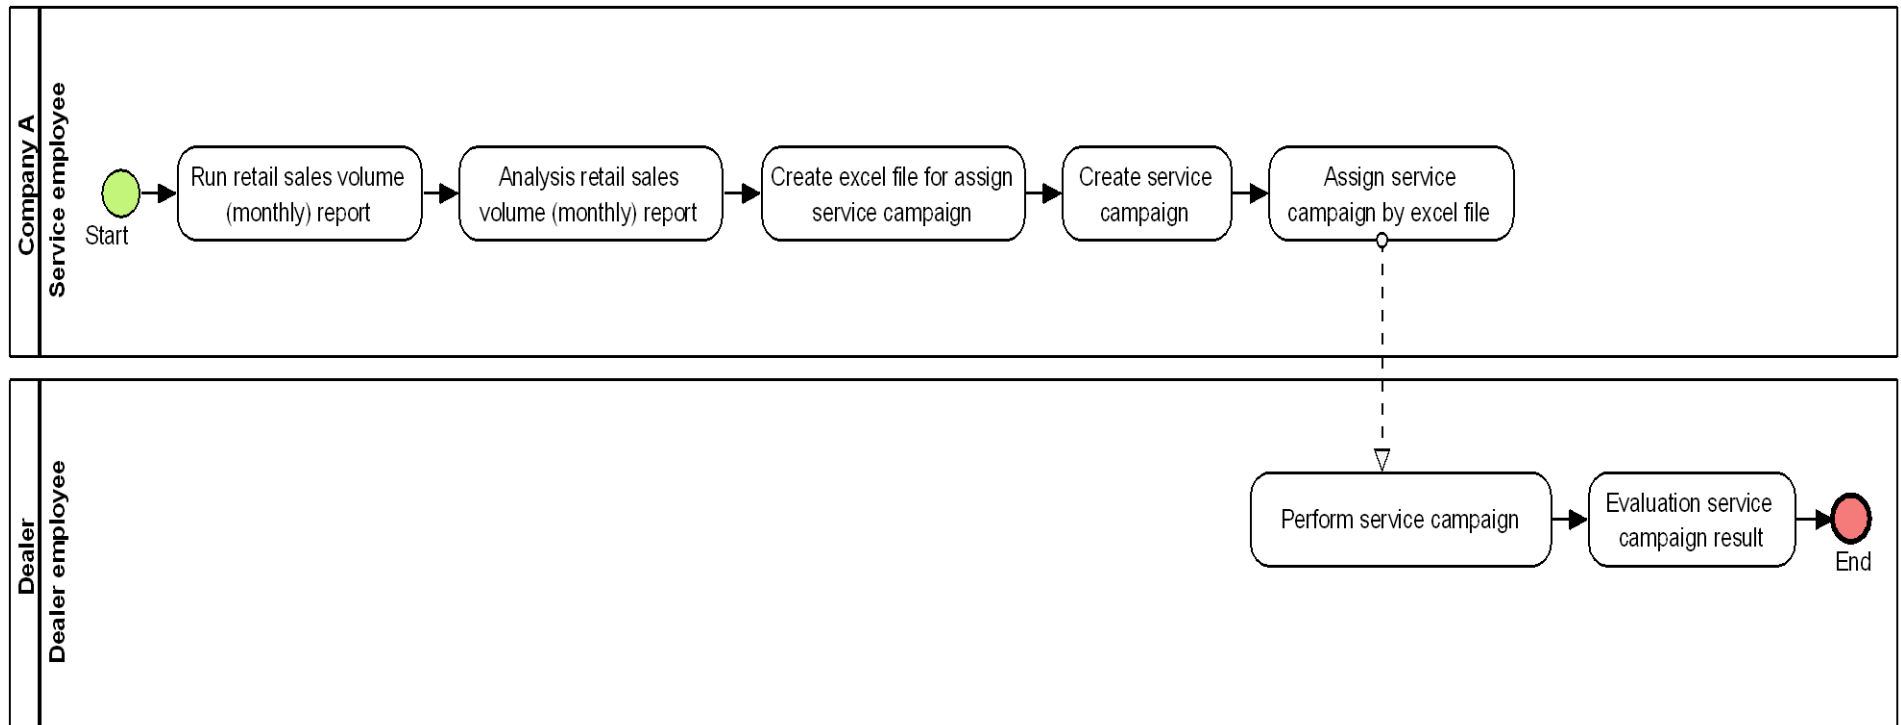 Company A
Service employee
Start
Run retail sales volume
(monthly) report
Analysis retail sales
volume (monthly) report
Create excel file for assign
service campaign
Create service
campaign
Assign service
campaign by excel file
Dealer
Dealer employee
Perform service campaign
Evaluation service
campaign result
End